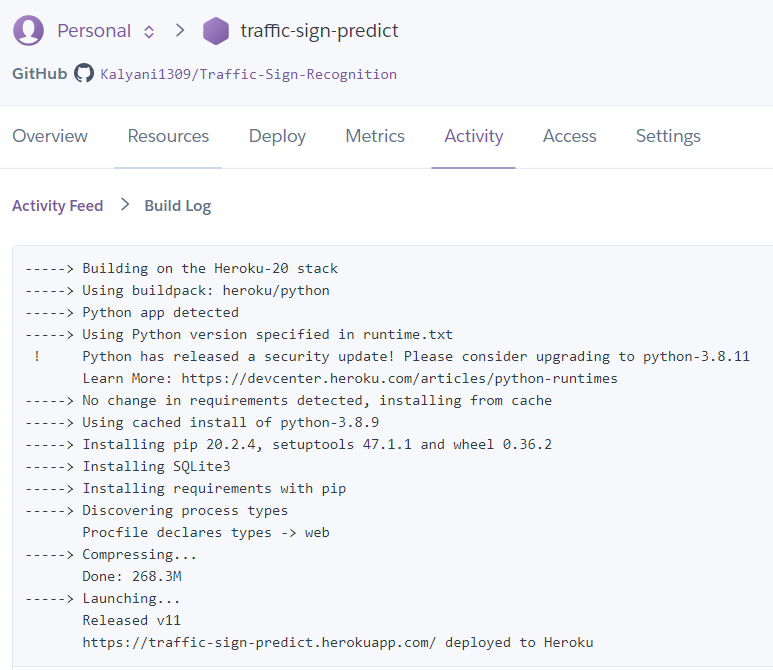 Personal > traffic-sign-predict
GitHub Kalyani1309/Traffic-Sign-Recognition
Overview Resources Deploy Metrics Activity Access Settings
Activity Feed > Build Log
-----> Building on the Heroku-20 stack
-----> Using buildpack: heroku/python
-----> Python app detected
-----> Using Python version specified in runtime.txt
! Python has released a security update! Please consider upgrading to python-3.8.11
Learn More: https://devcenter.heroku.com/articles/python-runtimes
-----> No change in requirements detected, installing from cache
-----> Using cached install of python-3.8.9
-----> Installing pip 20.2.4, setuptools 47.1.1 and wheel 0.36.2
-----> Installing SQLite3
-----> Installing requirements with pip
-----> Discovering process types
Procfile declares types -> web
-----> Compressing...
Done: 268.3M
-----> Launching...
Released v11
https://traffic-sign-predict.herokuapp.com/ deployed to Heroku